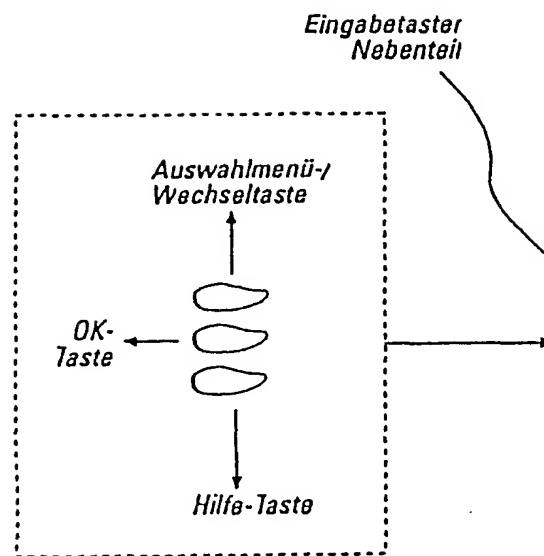 Eingabetaster
Nebenteil
Auswahlmenü-/
Wechseltaste
OK-
Taste
Hilfe-Taste